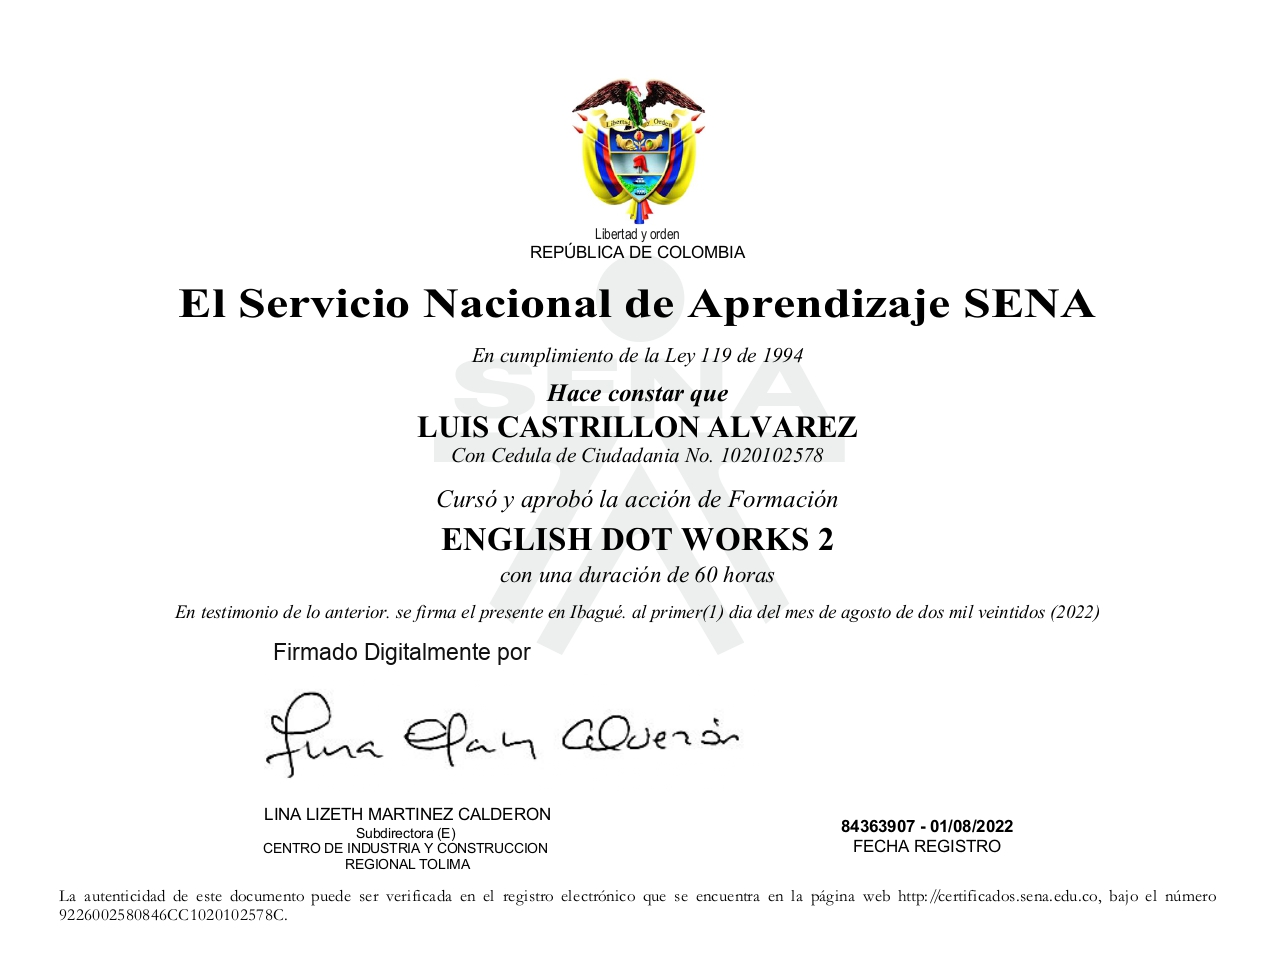 Libertad y Orden
Libertad y orden
REPÚBLICA DE COLOMBIA
El Servicio Nacional de Aprendizaje SENA
En cumplimiento de la Ley 119 de 1994
SENA
Hace constar que
LUIS CASTRILLON ALVAREZ
Con Cedula de Ciudadania No. 1020102578
Cursó y aprobó la acción de Formación
ENGLISH DOT WORKS 2
con una duración de 60 horas
En testimonio de lo anterior. se firma el presente en Ibagué. al primer(1) dia del mes de agosto de dos mil veintidos (2022)
Firmado Digitalmente por
LINA LIZETH MARTINEZ CALDERON
Subdirectora (E)
CENTRO DE INDUSTRIA Y CONSTRUCCION
REGIONAL TOLIMA
84363907 - 01/08/2022
FECHA REGISTRO
La autenticidad de este documento puede ser verificada en el registro electrónico que se encuentra en la página web http://certificados.sena.edu.co, bajo el número
9226002580846CC1020102578C.